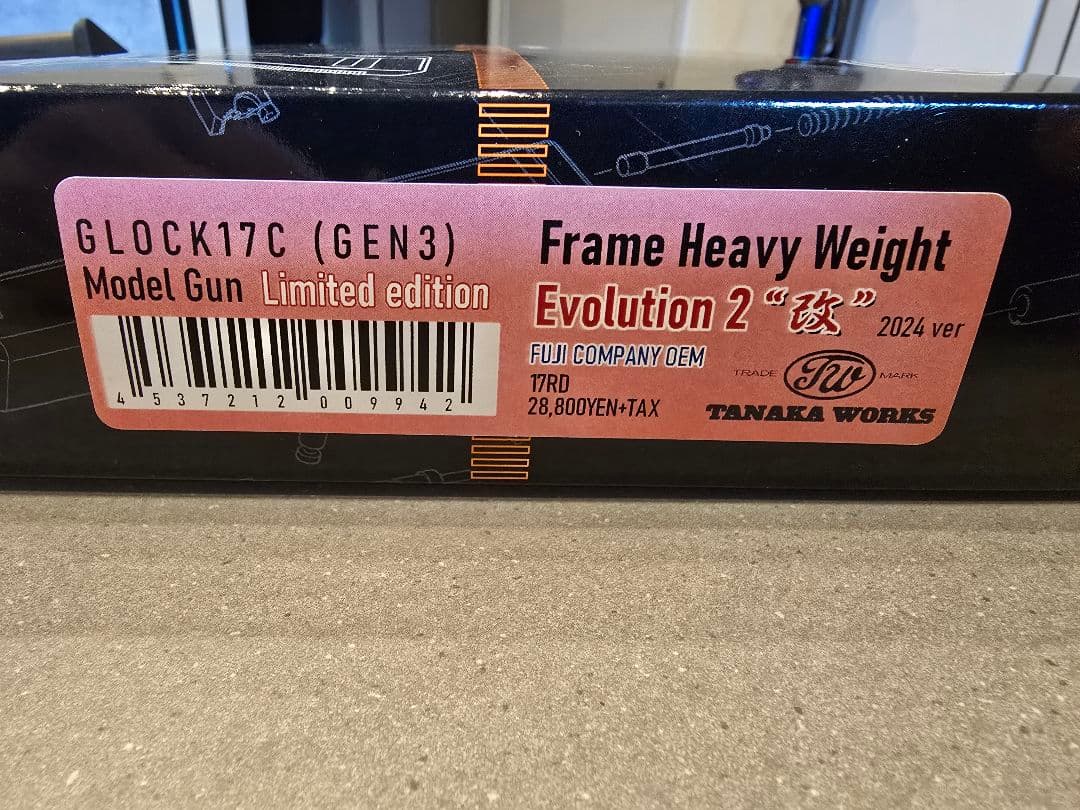 GLOCK17C (GEN3)
Model Gun Limited edition
4 537212 009942
Frame Heavy Weight
Evolution 2 “改” 2024 ver
FUJI COMPANY OEM
17RD
28,800YEN+TAX
TRADE TW MARK
TANAKA WORKS